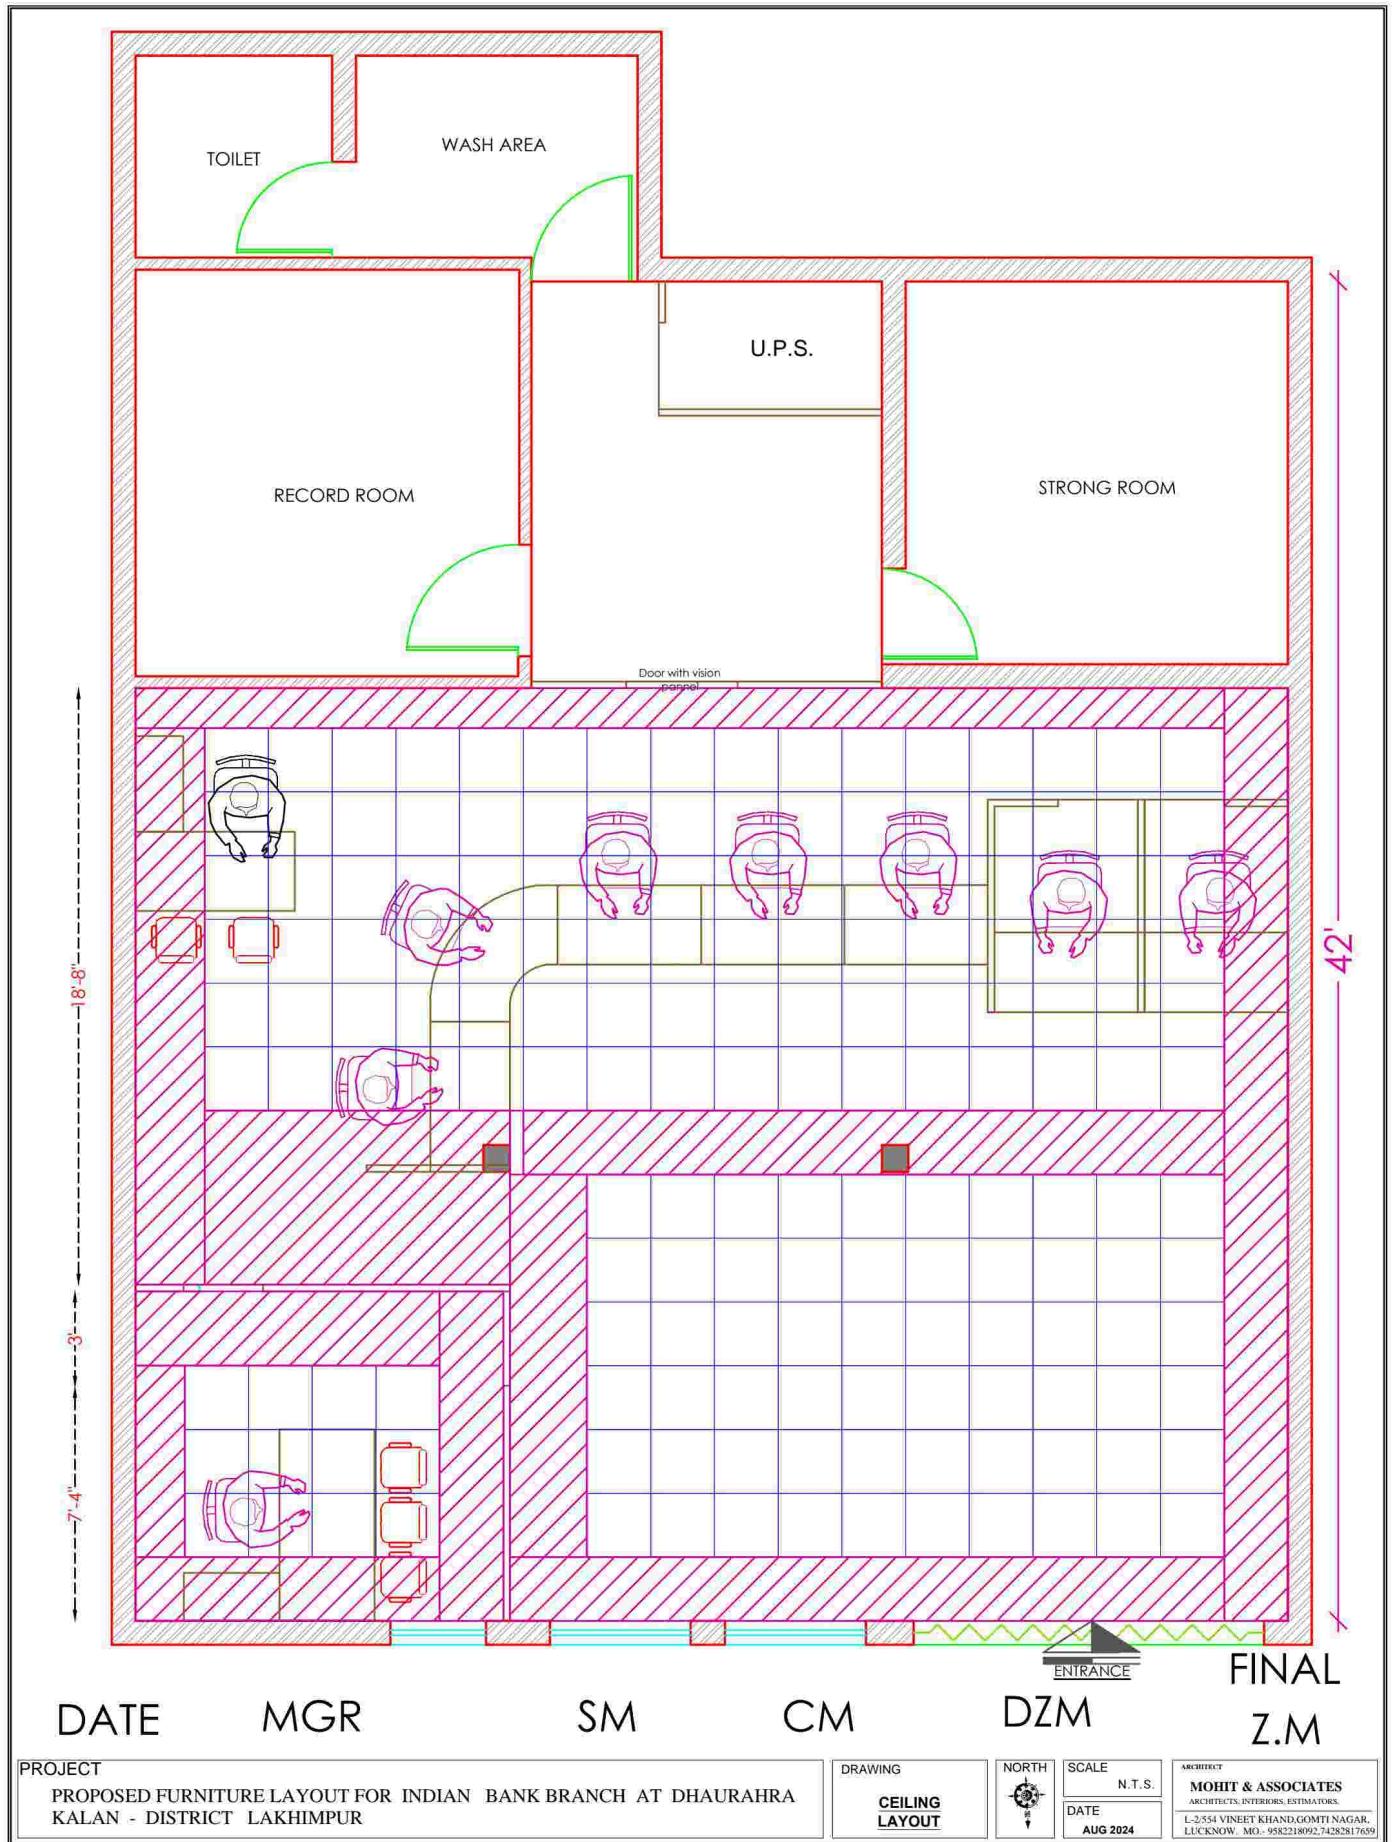 TOILET
WASH AREA
U.P.S.
RECORD ROOM
STRONG ROOM
Door with vision
pannel
18'-8"
42'
3'
7'-4"
ENTRANCE
FINAL
DATE
MGR
SM
CM
DZM
Z.M
PROJECT
PROPOSED FURNITURE LAYOUT FOR INDIAN BANK BRANCH AT DHAURAHRA
KALAN - DISTRICT LAKHIMPUR
DRAWING
CEILING
LAYOUT
NORTH
N
SCALE
N.T.S.
DATE
AUG 2024
ARCHITECT
MOHIT & ASSOCIATES
ARCHITECTS, INTERIORS, ESTIMATORS,
L-2/554 VINEET KHAND,GOMTI NAGAR,
LUCKNOW. MO.- 9582218092,74282817659